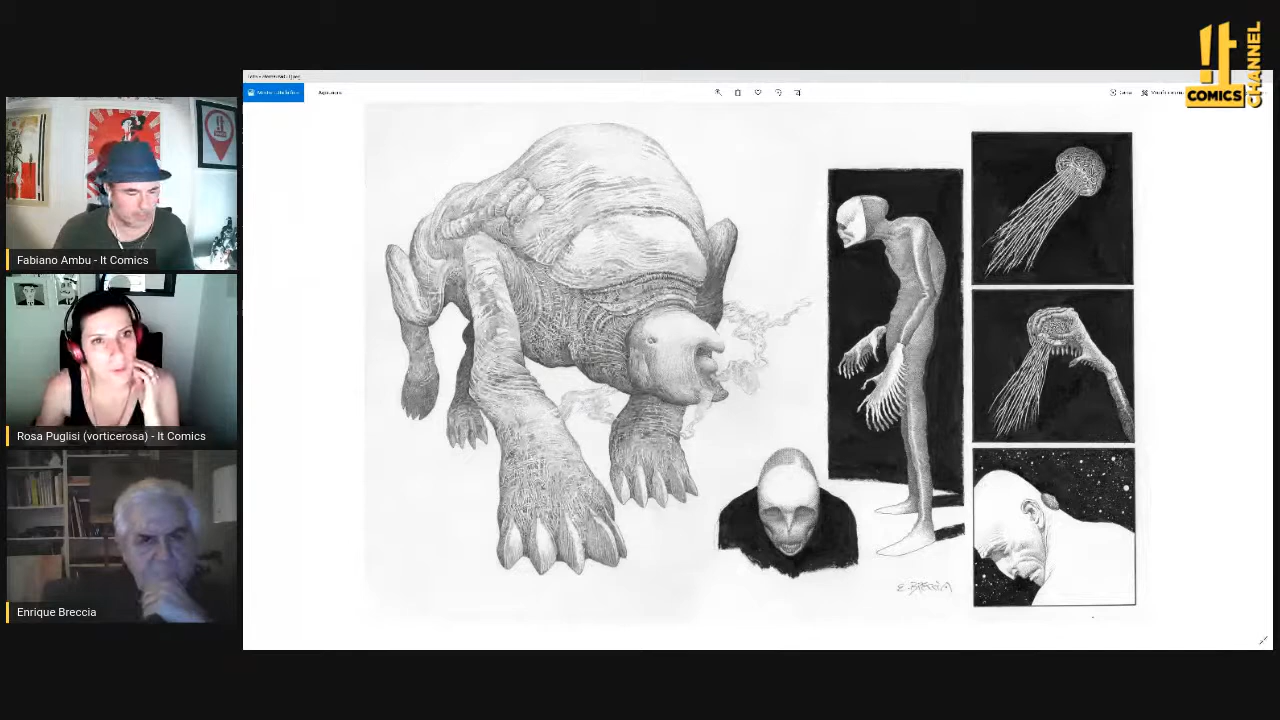 !t
COMICS
CHANNEL
Fabiano Ambu - It Comics
Rosa Puglisi (vorticerosa) - It Comics
Enrique Breccia
E. BRECCIA